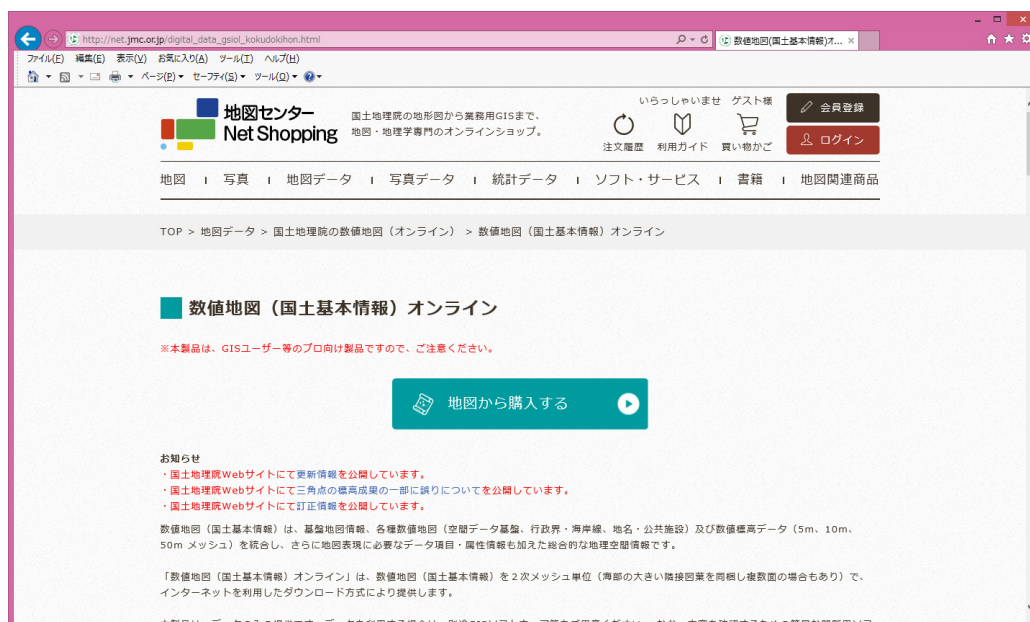 http://net.jmc.or.jp/digital_data_gsiol_kokudokihon.html
数値地図(国土基本情報)オ... ×
ファイル(F) 編集(E) 表示(V) お気に入り(A) ツール(T) ヘルプ(H)
ページ(P) セーフティ(S) ツール(O)
地図センター
Net Shopping
国土地理院の地形図から業務用GISまで、
地図・地理学専門のオンラインショップ。
いらっしゃいませ ゲスト様
注文履歴 利用ガイド 買い物かご
会員登録
ログイン
地図 | 写真 | 地図データ | 写真データ | 統計データ | ソフト・サービス | 書籍 | 地図関連商品
TOP > 地図データ > 国土地理院の数値地図（オンライン） > 数値地図（国土基本情報）オンライン
数値地図（国土基本情報）オンライン
※本製品は、GISユーザー等のプロ向け製品ですので、ご注意ください。
地図から購入する
お知らせ
・国土地理院Webサイトにて更新情報を公開しています。
・国土地理院Webサイトにて三角点の標高成果の一部に誤りについてを公開しています。
・国土地理院Webサイトにて訂正情報を公開しています。
数値地図（国土基本情報）は、基盤地図情報、各種数値地図（空間データ基盤、行政界・海岸線、地名・公共施設）及び数値標高データ（5m、10m、
50m メッシュ）を統合し、さらに地図表現に必要なデータ項目・属性情報も加えた総合的な地理空間情報です。
「数値地図（国土基本情報）オンライン」は、数値地図（国土基本情報）を２次メッシュ単位（海部の大きい隣接図葉を同梱し複数面の場合もあり）で、
インターネットを利用したダウンロード方式により提供します。